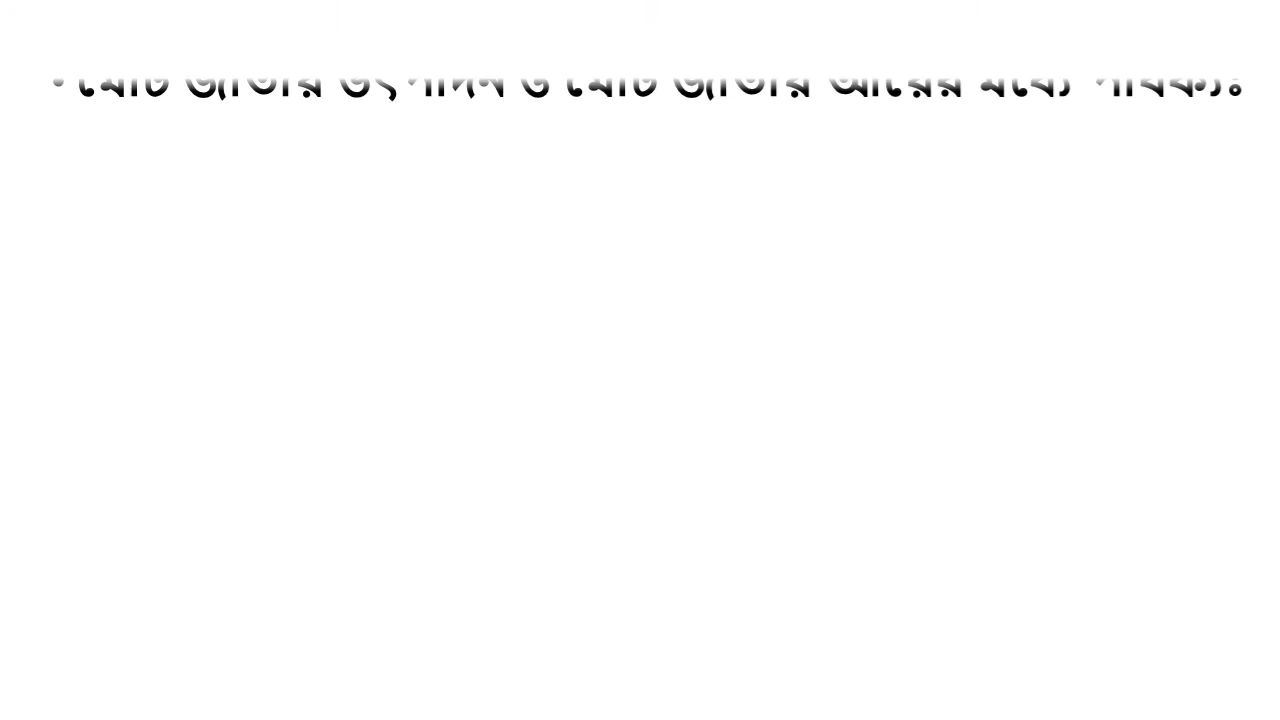 • মোট জাতীয় উৎপাদন ও মোট জাতীয় আয়ের মধ্যে পার্থক্যঃ